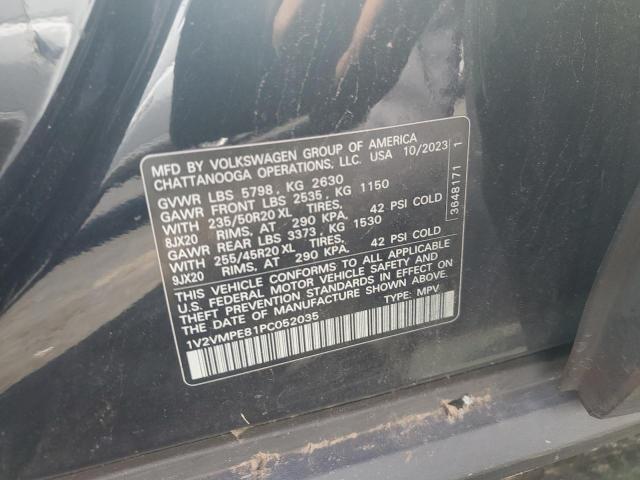 MFD BY VOLKSWAGEN GROUP OF AMERICA
CHATTANOOGA OPERATIONS, LLC. USA 10/2023
GVWR LBS 5798, KG 2630
GAWR FRONT LBS 2535, KG 1150
WITH 235/50R20 XL TIRES,
8JX20 RIMS, AT 290 KPA, 42 PSI COLD
GAWR REAR LBS 3373, KG 1530
WITH 255/45R20 XL TIRES,
9JX20 RIMS, AT 290 KPA, 42 PSI COLD
THIS VEHICLE CONFORMS TO ALL APPLICABLE
U.S. FEDERAL MOTOR VEHICLE SAFETY AND
THEFT PREVENTION STANDARDS IN EFFECT ON
THE DATE OF MANUFACTURE SHOWN ABOVE.
1V2VMPE81PC052035 TYPE: MPV
3648171 1